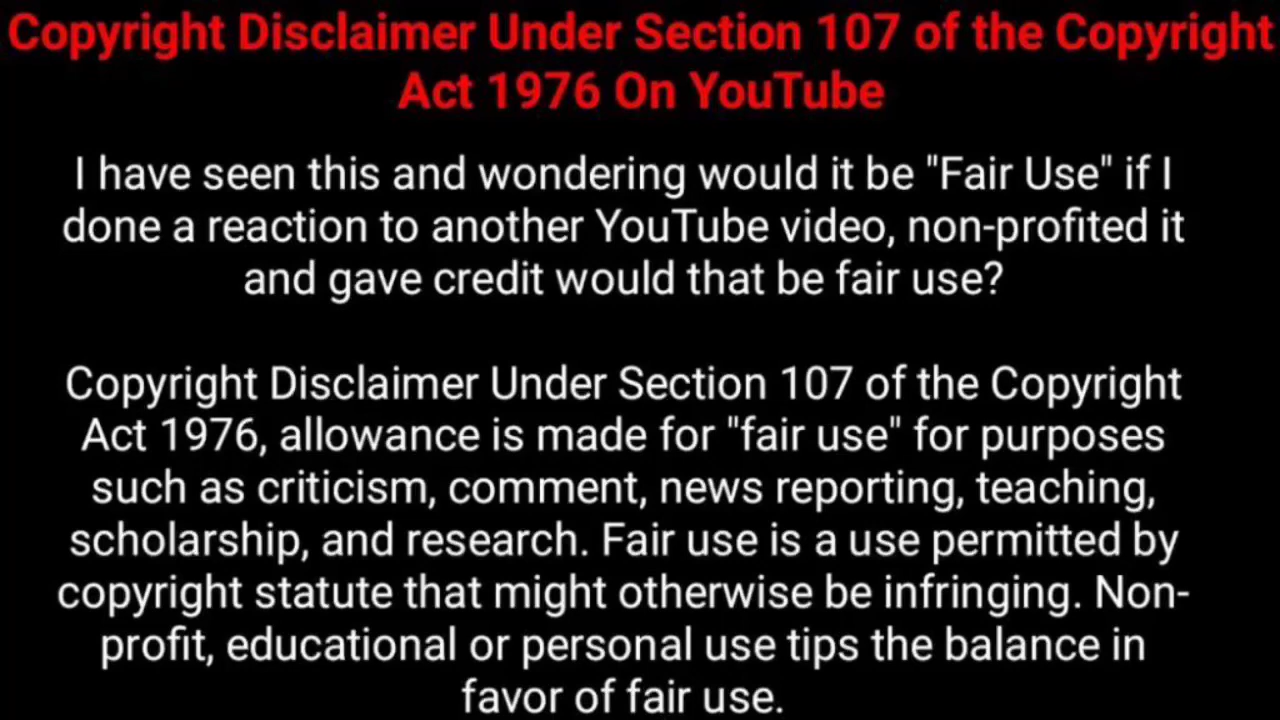 Copyright Disclaimer Under Section 107 of the Copyright
Act 1976 On YouTube
I have seen this and wondering would it be "Fair Use" if I
done a reaction to another YouTube video, non-profited it
and gave credit would that be fair use?
Copyright Disclaimer Under Section 107 of the Copyright
Act 1976, allowance is made for "fair use" for purposes
such as criticism, comment, news reporting, teaching,
scholarship, and research. Fair use is a use permitted by
copyright statute that might otherwise be infringing. Non-
profit, educational or personal use tips the balance in
favor of fair use.